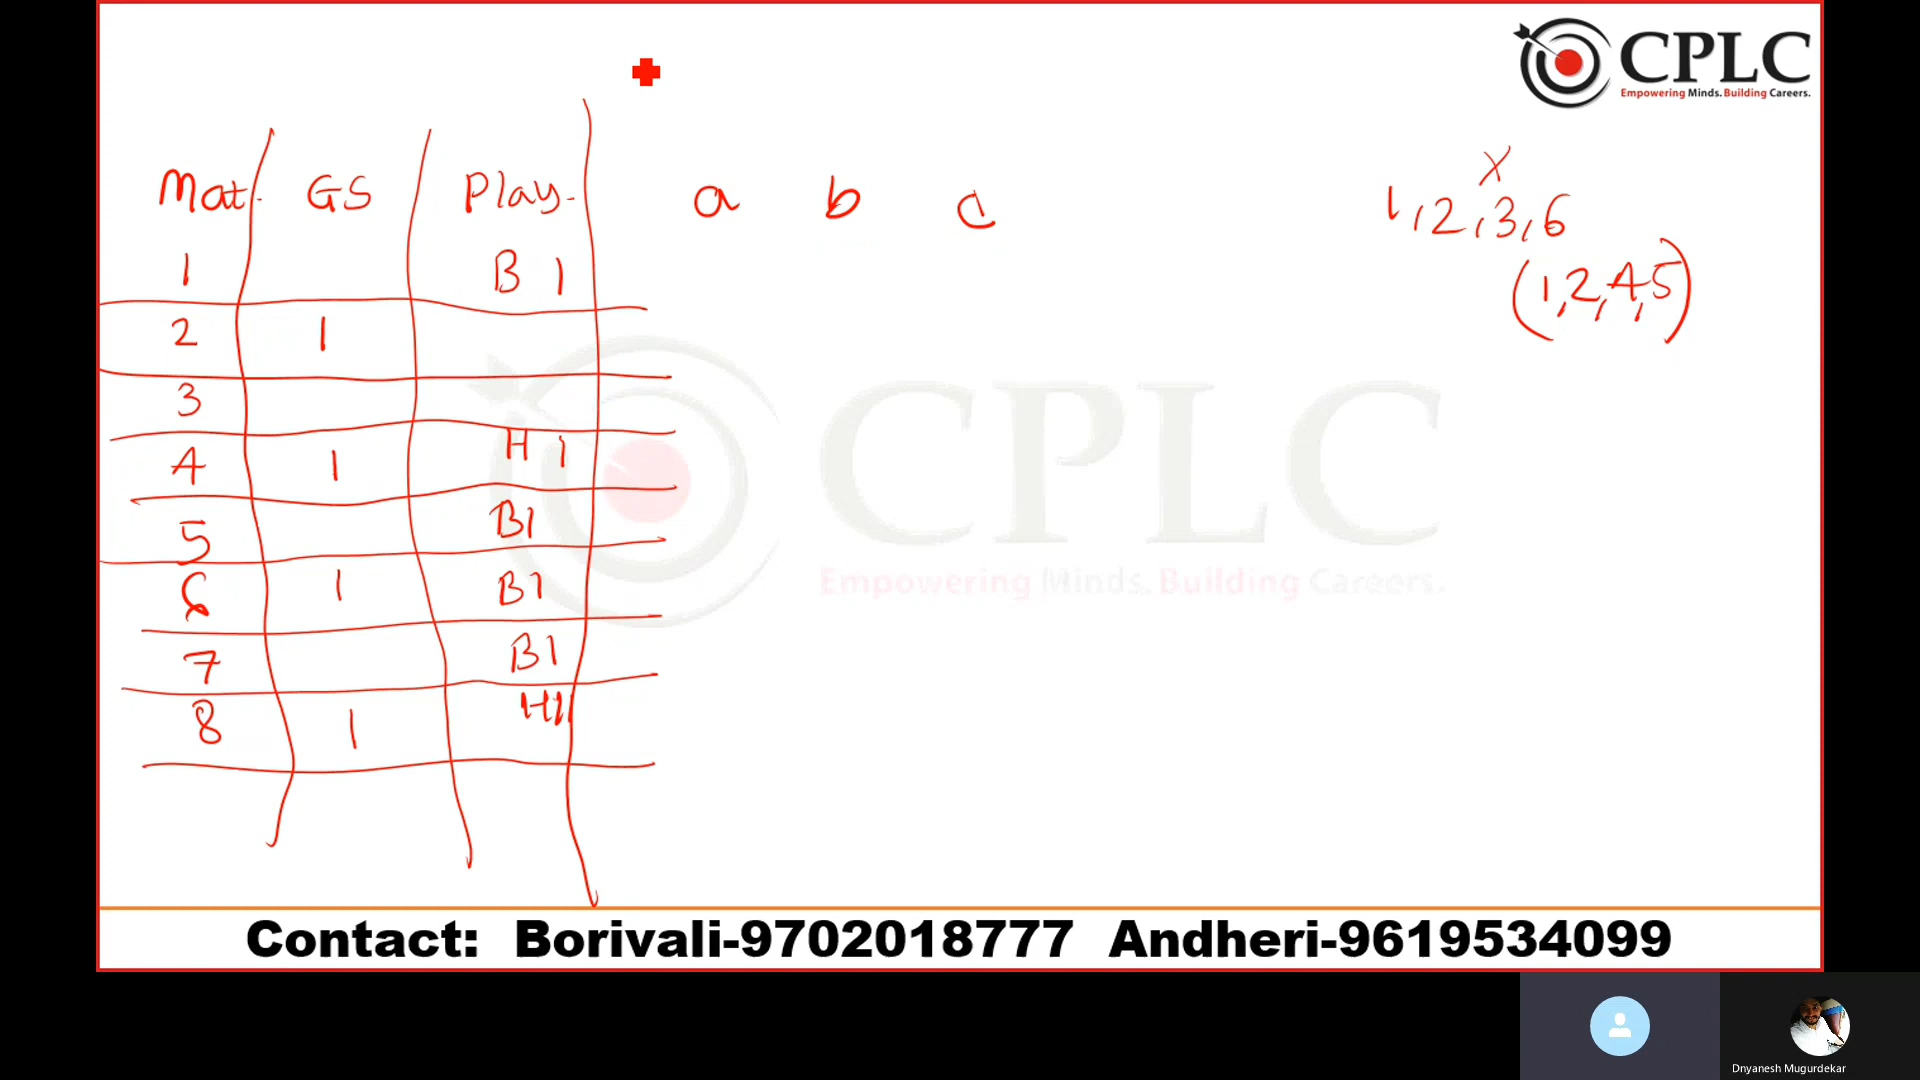 CPLC
Empowering Minds. Building Careers.
Mat. GS Play. a b c
X
1, 2, 3, 6
(1, 2, 4, 5)
1 B 1
2 1
3
4 1 H 1
5 B1
6 1 B1
7 B1
8 1 H1
CPLC
Empowering Minds. Building Careers.
Contact: Borivali-9702018777 Andheri-9619534099
Dnyanesh Mugurdekar